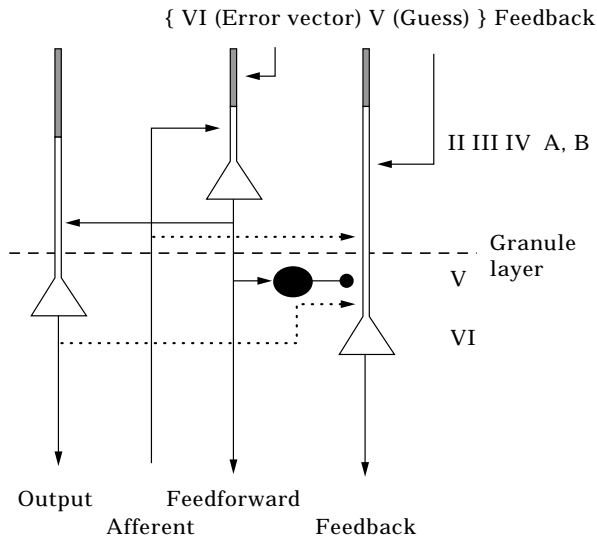 { VI (Error vector) V (Guess) } Feedback
II III IV A, B
Granule
layer
V
VI
Output
Feedforward
Afferent
Feedback